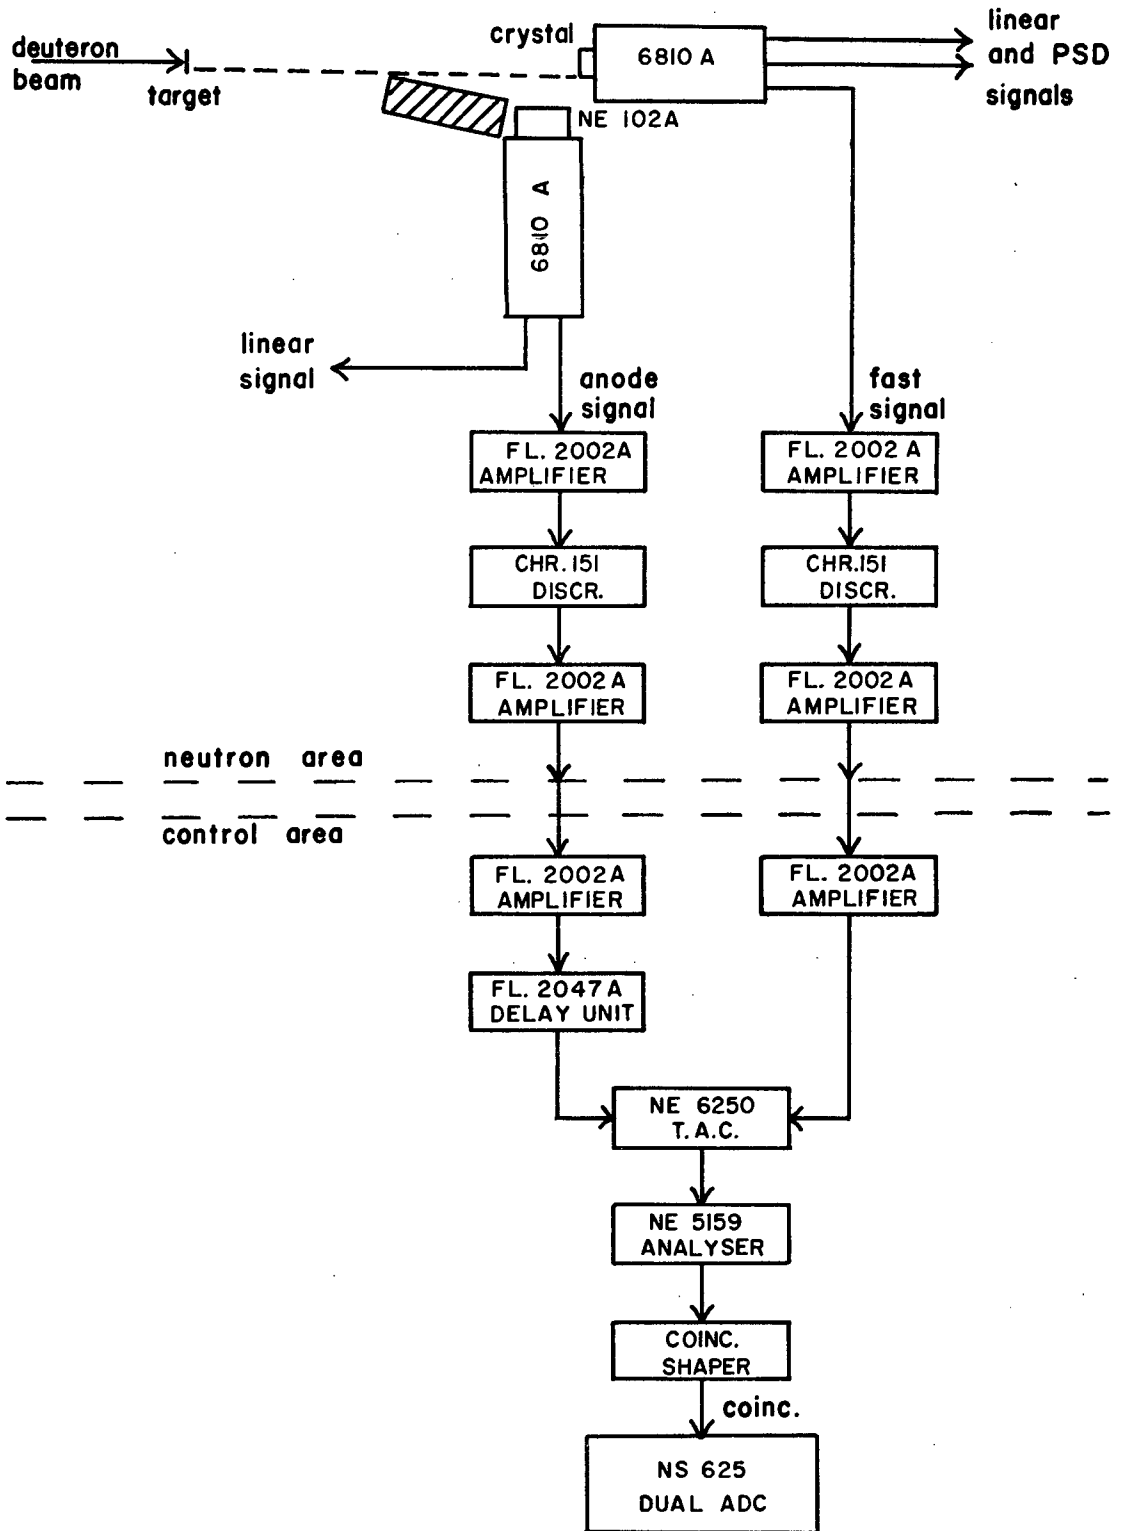 deuteron
beam
target
crystal
6810 A
linear
and PSD
signals
NE 102A
6810 A
linear
signal
anode
signal
fast
signal
FL. 2002A
AMPLIFIER
FL. 2002 A
AMPLIFIER
CHR. 151
DISCR.
CHR.151
DISCR.
FL. 2002A
AMPLIFIER
FL. 2002A
AMPLIFIER
neutron area
control area
FL. 2002A
AMPLIFIER
FL. 2002A
AMPLIFIER
FL. 2047A
DELAY UNIT
NE 6250
T.A.C.
NE 5159
ANALYSER
COINC.
SHAPER
coinc.
NS 625
DUAL ADC